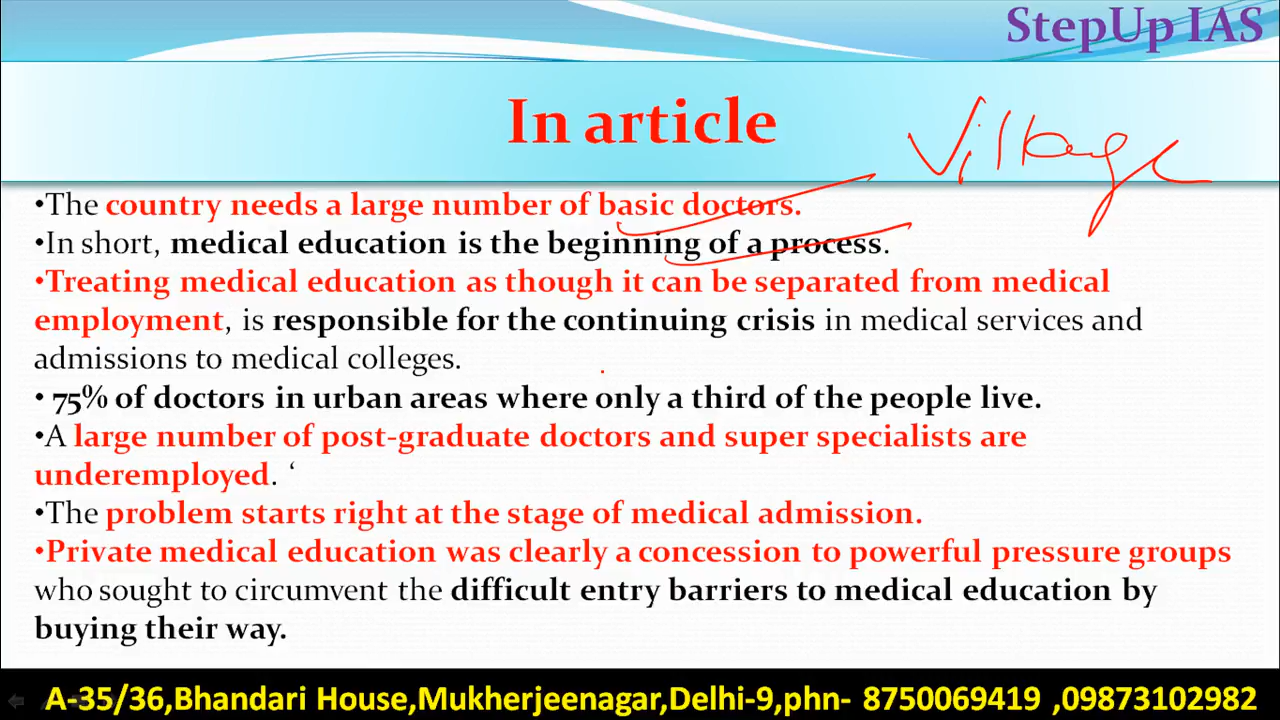 StepUp IAS
In article
Village
•The country needs a large number of basic doctors.
•In short, medical education is the beginning of a process.
•Treating medical education as though it can be separated from medical
employment, is responsible for the continuing crisis in medical services and
admissions to medical colleges.
• 75% of doctors in urban areas where only a third of the people live.
•A large number of post-graduate doctors and super specialists are
underemployed. ‘
•The problem starts right at the stage of medical admission.
•Private medical education was clearly a concession to powerful pressure groups
who sought to circumvent the difficult entry barriers to medical education by
buying their way.
A-35/36,Bhandari House,Mukherjeenagar,Delhi-9,phn- 8750069419 ,09873102982